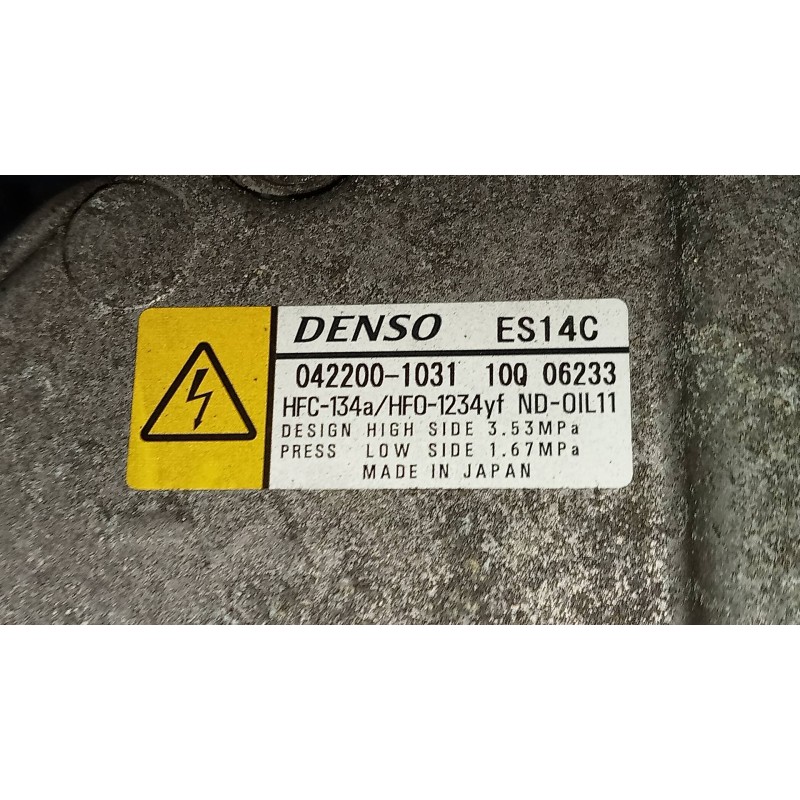 DENSO ES14C
042200-1031 10Q 06233
HFC-134a/HFO-1234yf ND-OIL11
DESIGN HIGH SIDE 3.53MPa
PRESS LOW SIDE 1.67MPa
MADE IN JAPAN